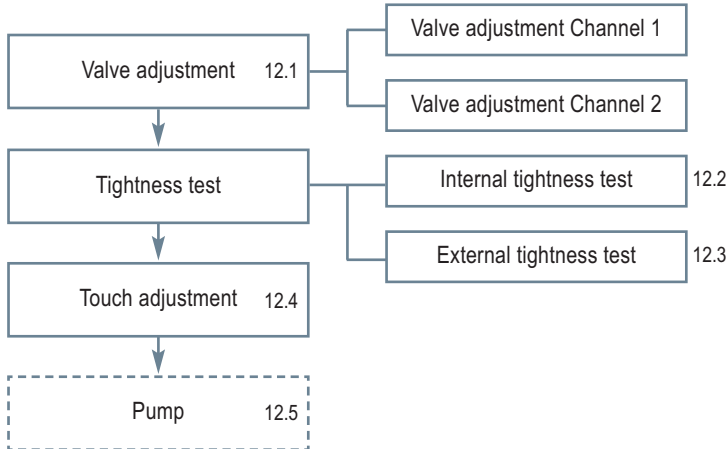 Valve adjustment 12.1
Valve adjustment Channel 1
Valve adjustment Channel 2
Tightness test
Internal tightness test 12.2
External tightness test 12.3
Touch adjustment 12.4
Pump 12.5